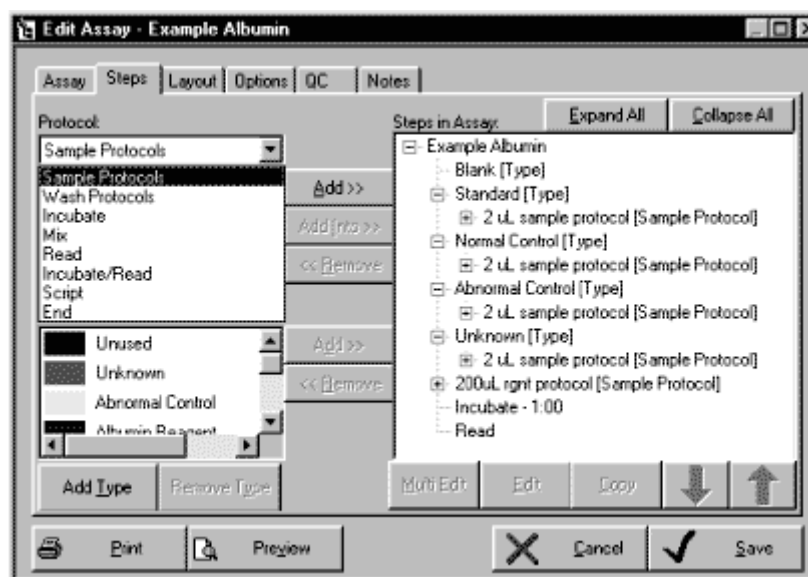 Edit Assay - Example Albumin
Assay Steps Layout Options QC Notes
Protocol:
Sample Protocols
Sample Protocols
Wash Protocols
Incubate
Mix
Read
Incubate/Read
Script
End
Add >>
Add Into >>
<< Remove
Unused
Unknown
Abnormal Control
Albumin Reagent
Add >>
<< Remove
Add Type
Remove Type
Steps in Assay:
Expand All
Collapse All
Example Albumin
Blank [Type]
Standard [Type]
2 uL sample protocol [Sample Protocol]
Normal Control [Type]
2 uL sample protocol [Sample Protocol]
Abnormal Control [Type]
2 uL sample protocol [Sample Protocol]
Unknown [Type]
2 uL sample protocol [Sample Protocol]
200uL rgnt protocol [Sample Protocol]
Incubate - 1:00
Read
Multi Edit
Edit
Copy
Print
Preview
Cancel
Save